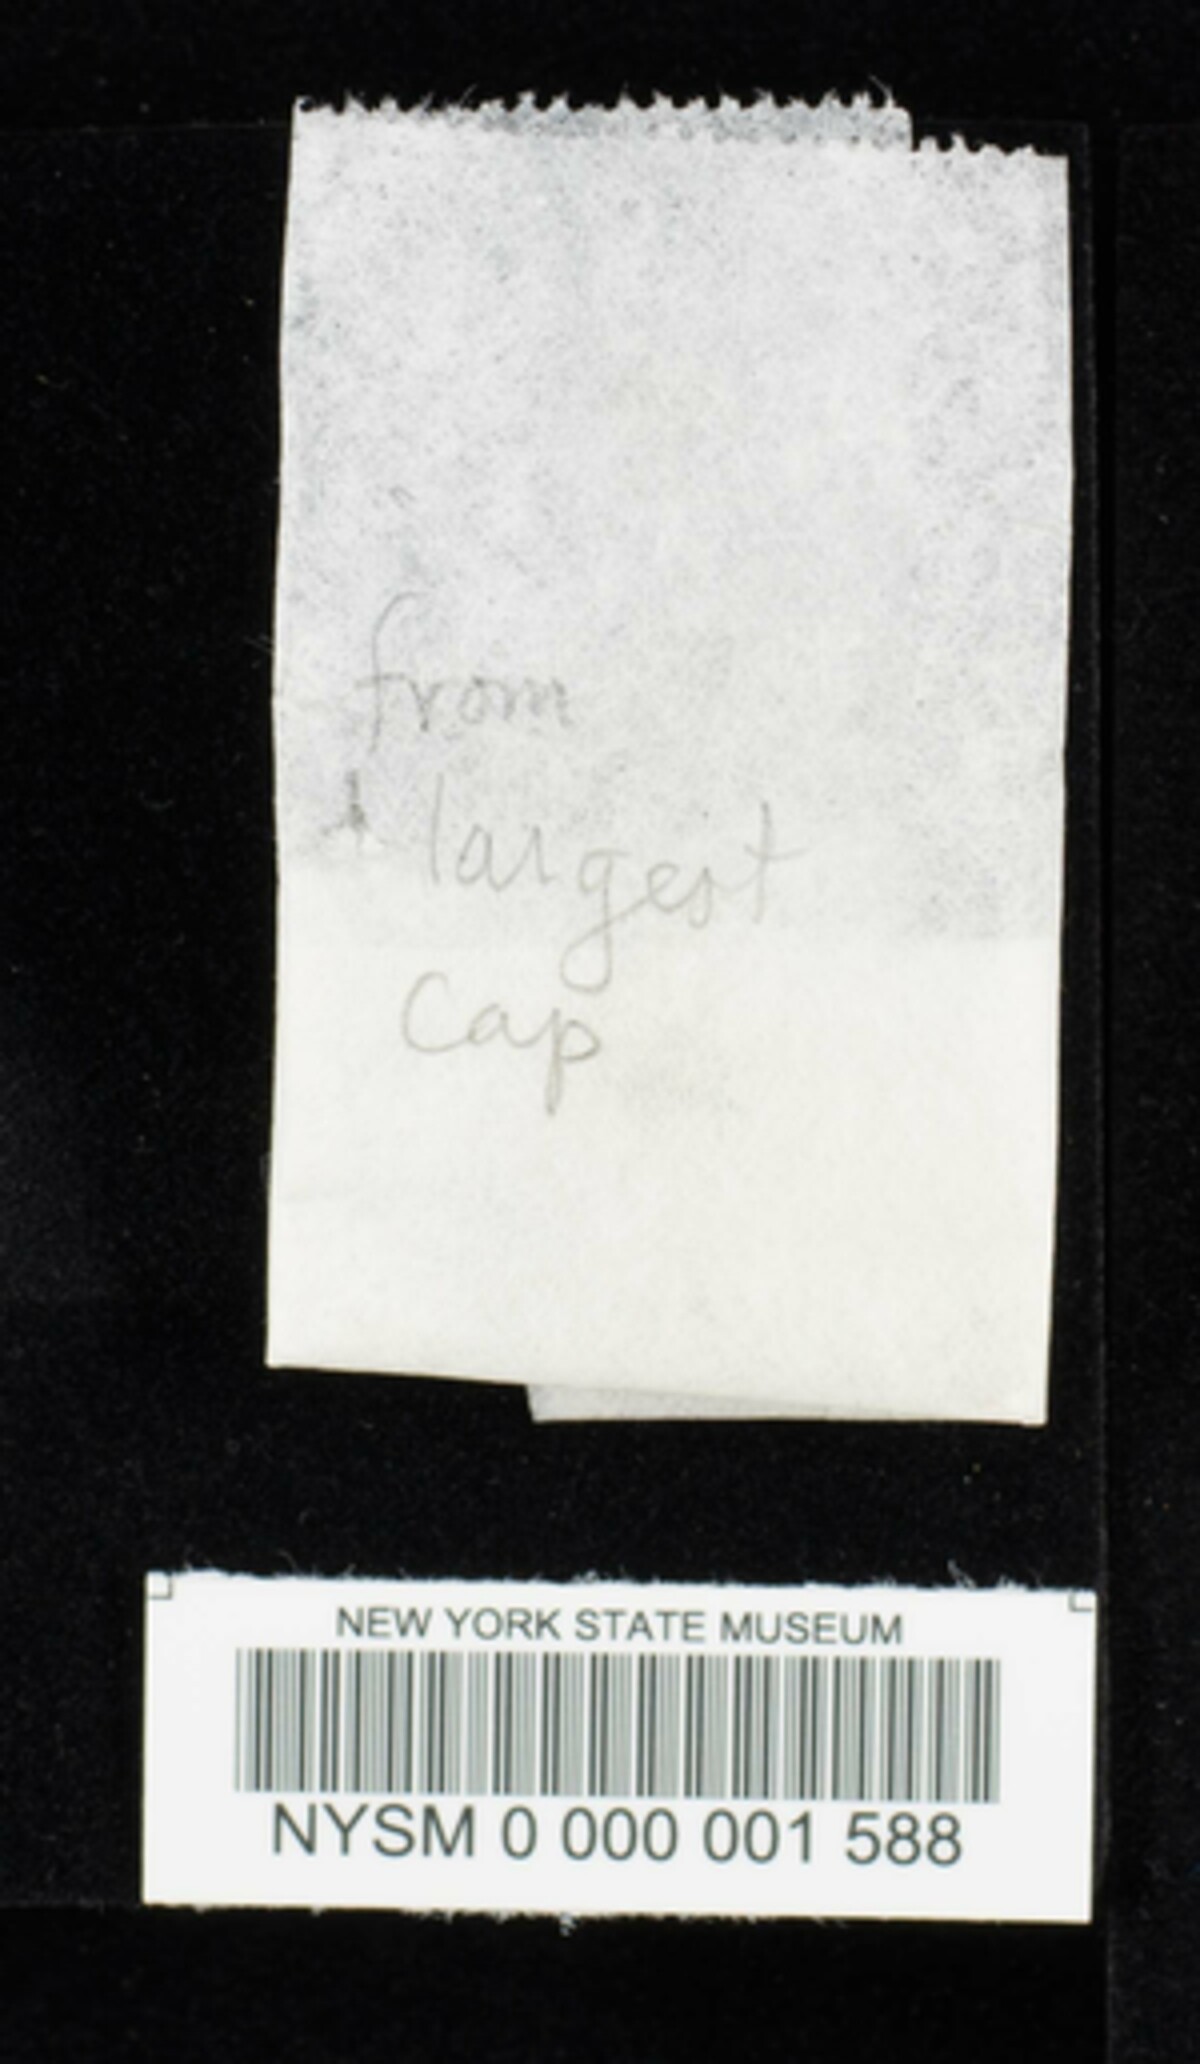 from
largest
cap
NEW YORK STATE MUSEUM
NYSM 0 000 001 588